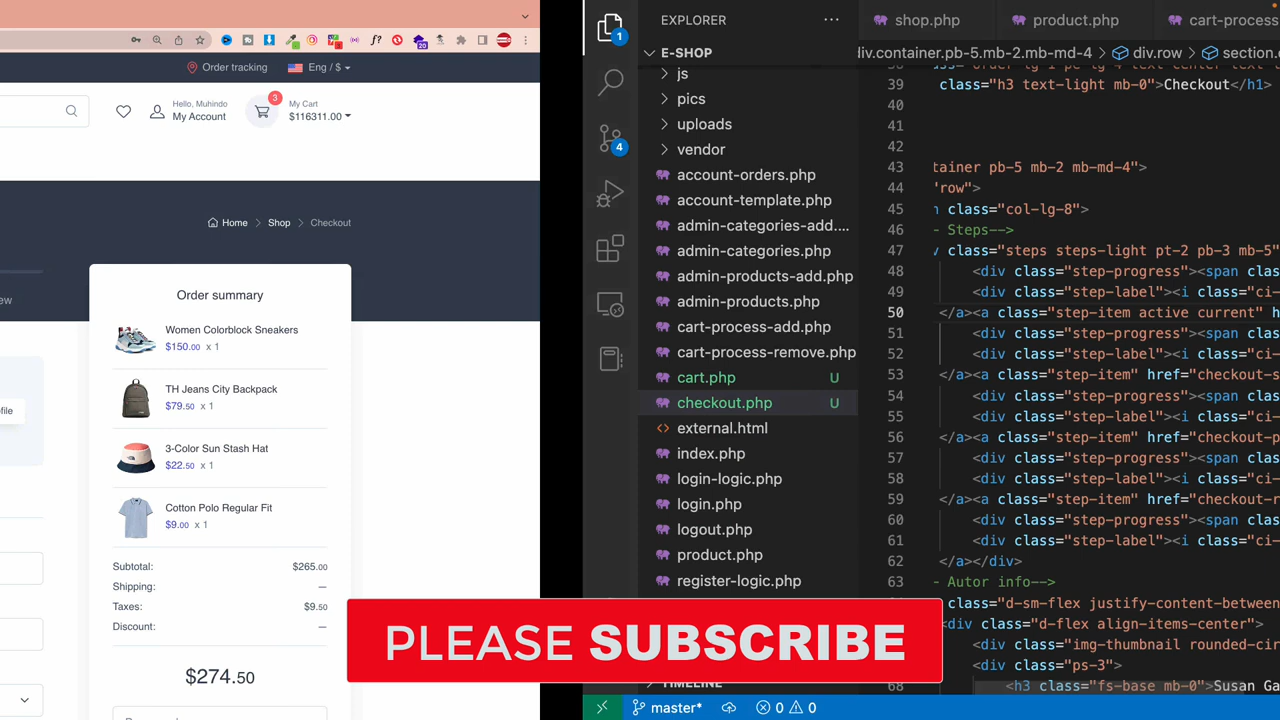 Order tracking
Eng / $
20
Hello, Muhindo
My Account
3
My Cart
$116311.00
Home
Shop
Checkout
Order summary
Women Colorblock Sneakers
$150.00 x 1
TH Jeans City Backpack
$79.50 x 1
3-Color Sun Stash Hat
$22.50 x 1
Cotton Polo Regular Fit
$9.00 x 1
Subtotal: $265.00
Shipping: —
Taxes: $9.50
Discount: —
$274.50
PLEASE SUBSCRIBE
1
4
EXPLORER
E-SHOP
js
pics
uploads
vendor
account-orders.php
account-template.php
admin-categories-add....
admin-categories.php
admin-products-add.php
admin-products.php
cart-process-add.php
cart-process-remove.php
cart.php U
checkout.php U
external.html
index.php
login-logic.php
login.php
logout.php
product.php
register-logic.php
TIMELINE
shop.php product.php cart-process
div.container.pb-5.mb-2.mb-md-4 > div.row > section.
39 class="h3 text-light mb-0">Checkout</h1>
40
41
42
43 tainer pb-5 mb-2 mb-md-4">
44 "row">
45 n class="col-lg-8">
46 - Steps-->
47 v class="steps steps-light pt-2 pb-3 mb-5"
48 <div class="step-progress"><span
49 <div class="step-label"><i class="ci-
50 </a><a class="step-item active current" h
51 <div class="step-progress"><span
52 <div class="step-label"><i class="ci-
53 </a><a class="step-item" href="checkout-s
54 <div class="step-progress"><span
55 <div class="step-label"><i class="ci-
56 </a><a class="step-item" href="checkout-p
57 <div class="step-progress"><span
58 <div class="step-label"><i class="ci-
59 </a><a class="step-item" href="checkout-r
60 <div class="step-progress"><span
61 <div class="step-label"><i class="ci-
62 </a></div>
63 - Autor info-->
class="d-sm-flex justify-content-between
<div class="d-flex align-items-center">
<div class="img-thumbnail rounded-cir
<div class="ps-3">
68 <h3 class="fs-base mb-0">Susan Ga
master* 0 0